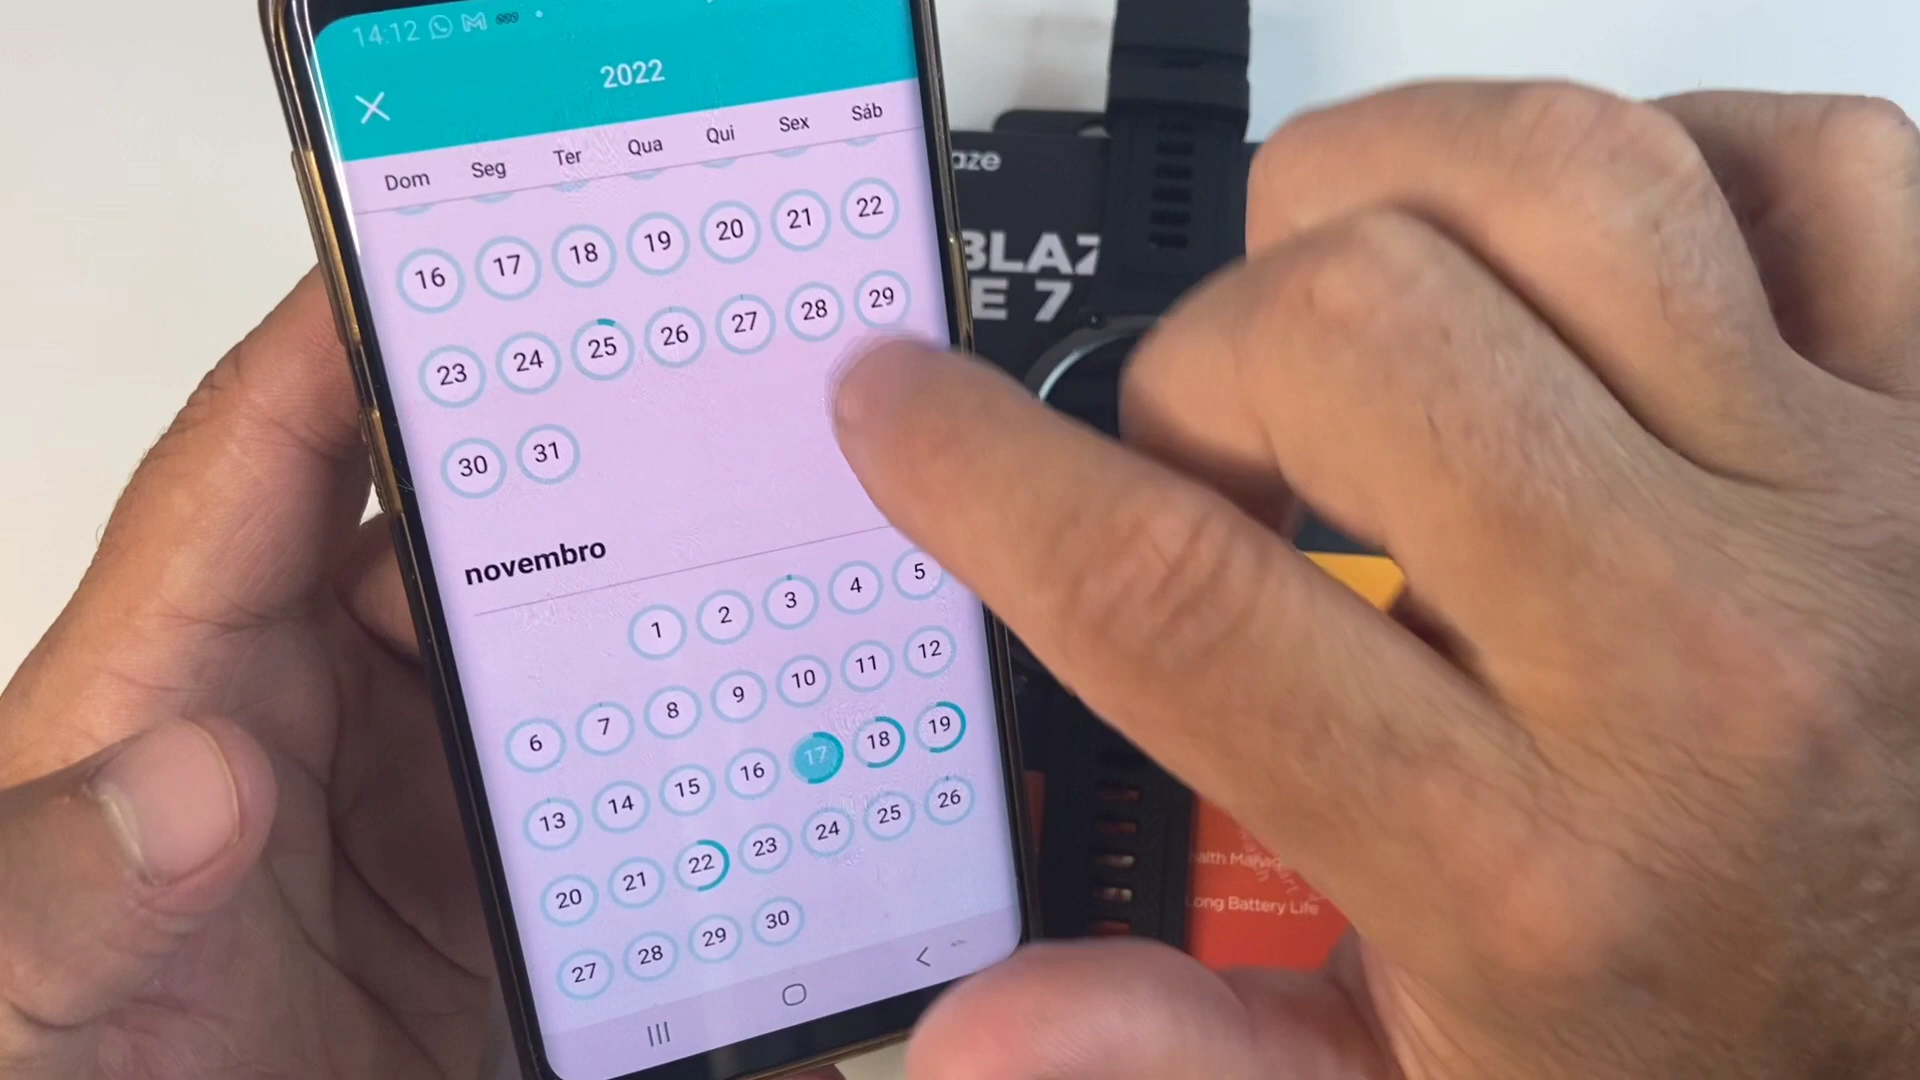 14:12
2022
Dom Seg Ter Qua Qui Sex Sáb
16 17 18 19 20 21 22
23 24 25 26 27 28 29
30 31
novembro
1 2 3 4 5
6 7 8 9 10 11 12
13 14 15 16 17 18 19
20 21 22 23 24 25 26
27 28 29 30
aze
BLAZ
E 7
Long Battery Life